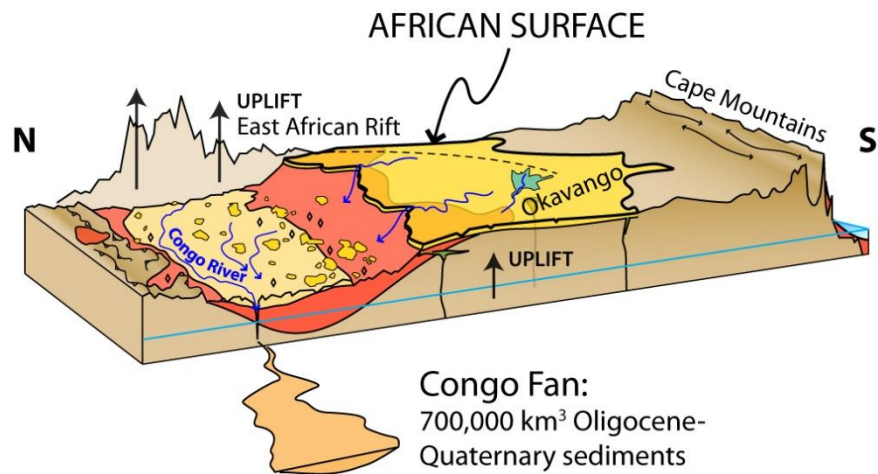 AFRICAN SURFACE
Cape Mountains
UPLIFT
East African Rift
N
S
Okavango
Congo River
UPLIFT
Congo Fan:
700,000 km³ Oligocene-
Quaternary sediments